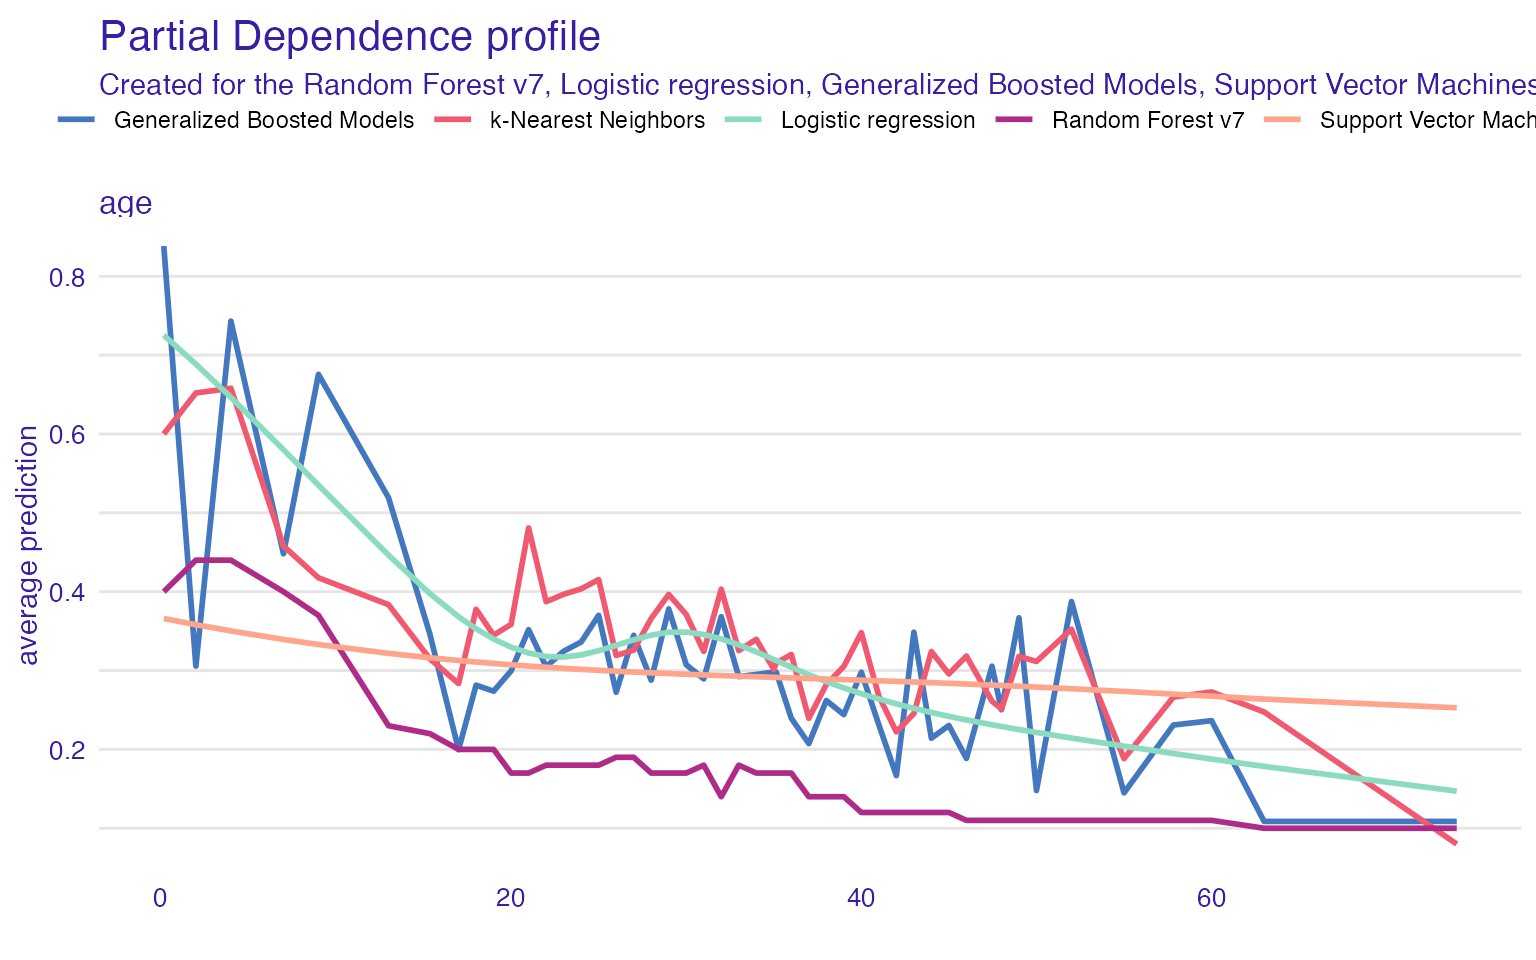 Partial Dependence profile
Created for the Random Forest v7, Logistic regression, Generalized Boosted Models, Support Vector Machines
Generalized Boosted Models k-Nearest Neighbors Logistic regression Random Forest v7 Support Vector Mach
age
0.8
0.6
0.4
0.2
average prediction
0 20 40 60